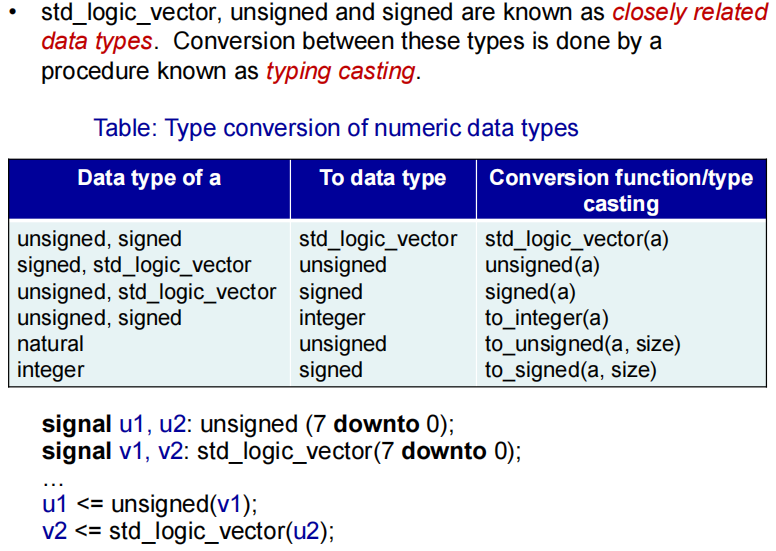 • std_logic_vector, unsigned and signed are known as closely related
data types. Conversion between these types is done by a
procedure known as typing casting.
Table: Type conversion of numeric data types
Data type of a To data type Conversion function/type
casting
unsigned, signed std_logic_vector std_logic_vector(a)
signed, std_logic_vector unsigned unsigned(a)
unsigned, std_logic_vector signed signed(a)
unsigned, signed integer to_integer(a)
natural unsigned to_unsigned(a, size)
integer signed to_signed(a, size)
signal u1, u2: unsigned (7 downto 0);
signal v1, v2: std_logic_vector(7 downto 0);
…
u1 <= unsigned(v1);
v2 <= std_logic_vector(u2);